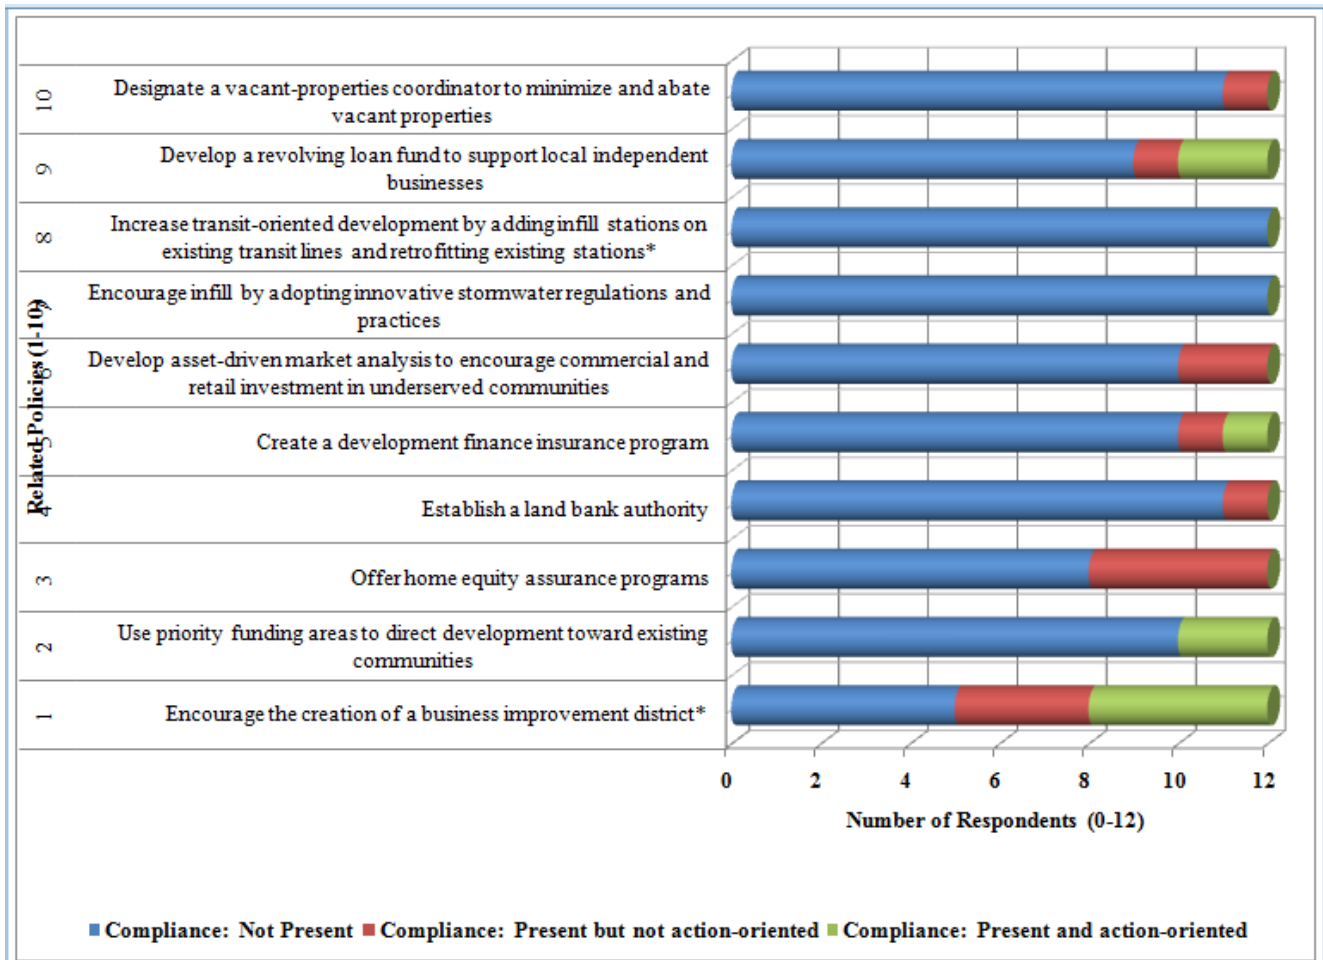 10
Designate a vacant-properties coordinator to minimize and abate
vacant properties
9
Develop a revolving loan fund to support local independent
businesses
8
Increase transit-oriented development by adding infill stations on
existing transit lines and retrofitting existing stations*
7
Encourage infill by adopting innovative stormwater regulations and
practices
6
Develop asset-driven market analysis to encourage commercial and
retail investment in underserved communities
5
Create a development finance insurance program
4
Establish a land bank authority
3
Offer home equity assurance programs
2
Use priority funding areas to direct development toward existing
communities
1
Encourage the creation of a business improvement district*
Related Policies (1-10)
0 2 4 6 8 10 12
Number of Respondents (0-12)
Compliance: Not Present Compliance: Present but not action-oriented Compliance: Present and action-oriented